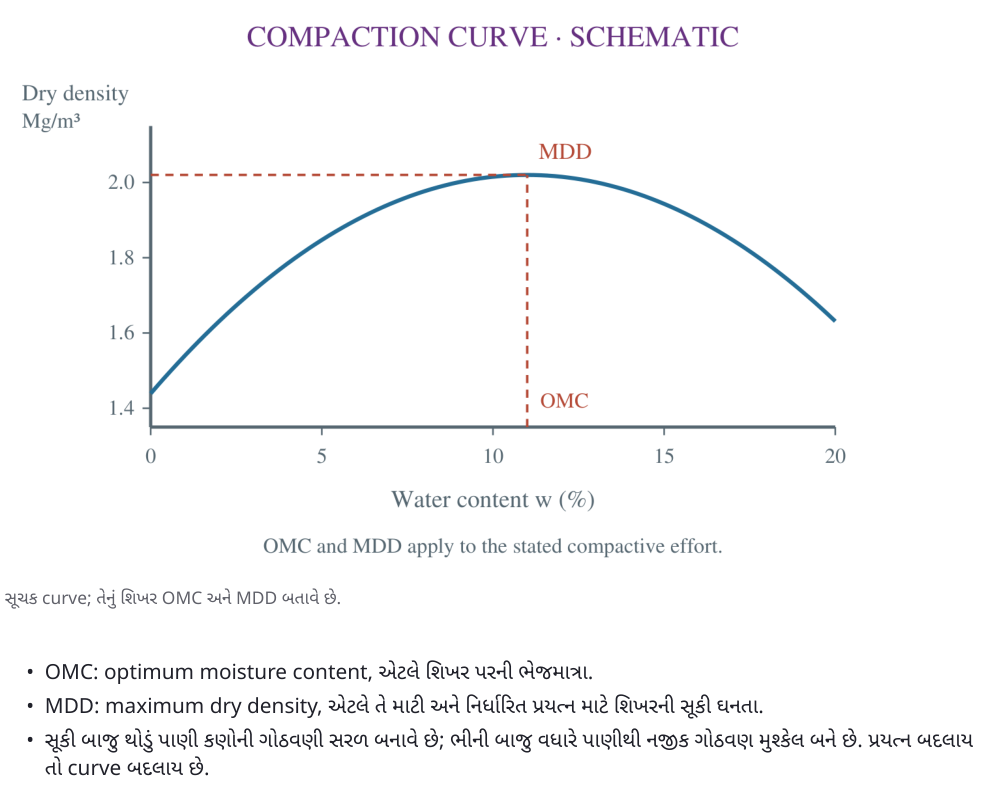 COMPACTION CURVE · SCHEMATIC
Dry density
Mg/m³
MDD
2.0
1.8
1.6
1.4
OMC
0 5 10 15 20
Water content w (%)
OMC and MDD apply to the stated compactive effort.
સૂચક curve; તેનું શિખર OMC અને MDD બતાવે છે.
• OMC: optimum moisture content, એટલે શિખર પરની ભેજમાત્રા.
• MDD: maximum dry density, એટલે તે માટી અને નિર્ધારિત પ્રયત્ન માટે શિખરની સૂકી ઘનતા.
• સૂકી બાજુ થોડું પાણી કણોની ગોઠવણી સરળ બનાવે છે; ભીની બાજુ વધારે પાણીથી નજીક ગોઠવણ મુશ્કેલ બને છે. પ્રયત્ન બદલાય
તો curve બદલાય છે.